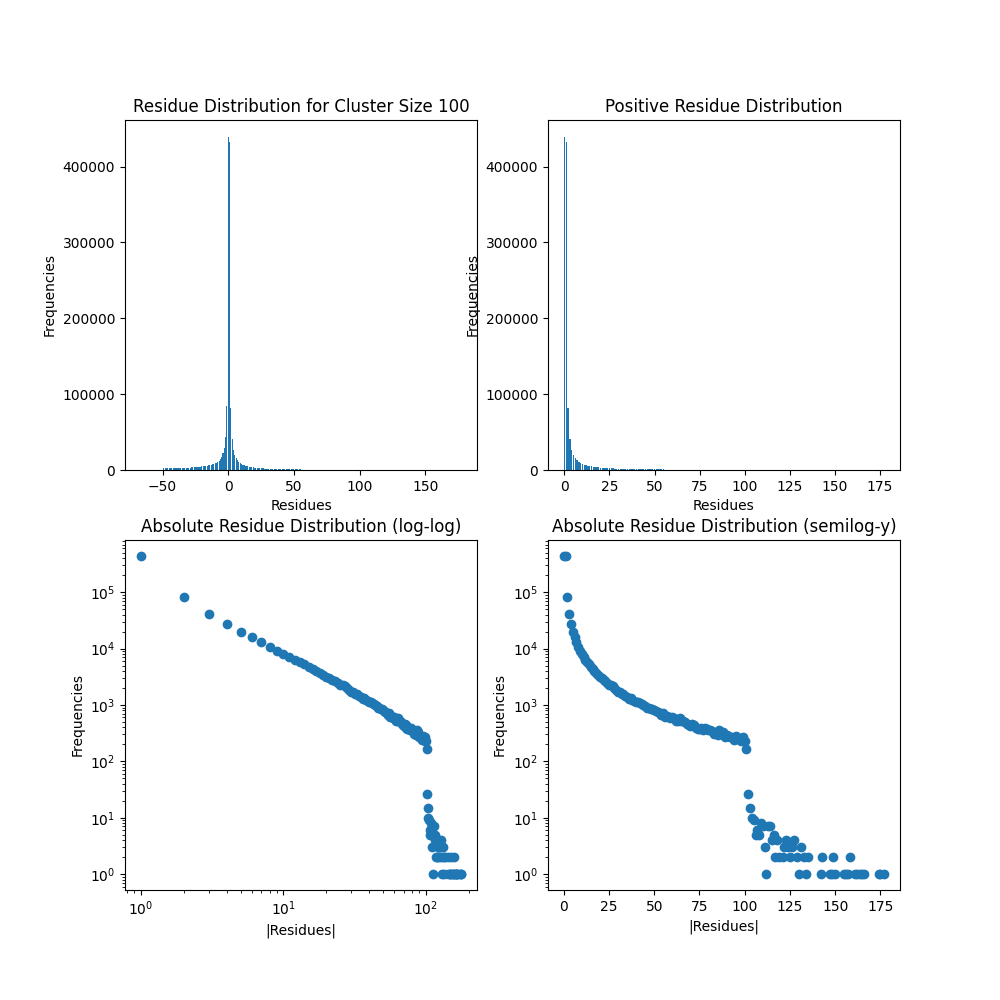 Residue Distribution for Cluster Size 100
Frequencies
400000
300000
200000
100000
0
−50 0 50 100 150
Residues
Positive Residue Distribution
Frequencies
400000
300000
200000
100000
0
0 25 50 75 100 125 150 175
Residues
Absolute Residue Distribution (log-log)
Frequencies
10⁵
10⁴
10³
10²
10¹
10⁰
10⁰ 10¹ 10²
|Residues|
Absolute Residue Distribution (semilog-y)
Frequencies
10⁵
10⁴
10³
10²
10¹
10⁰
0 25 50 75 100 125 150 175
|Residues|